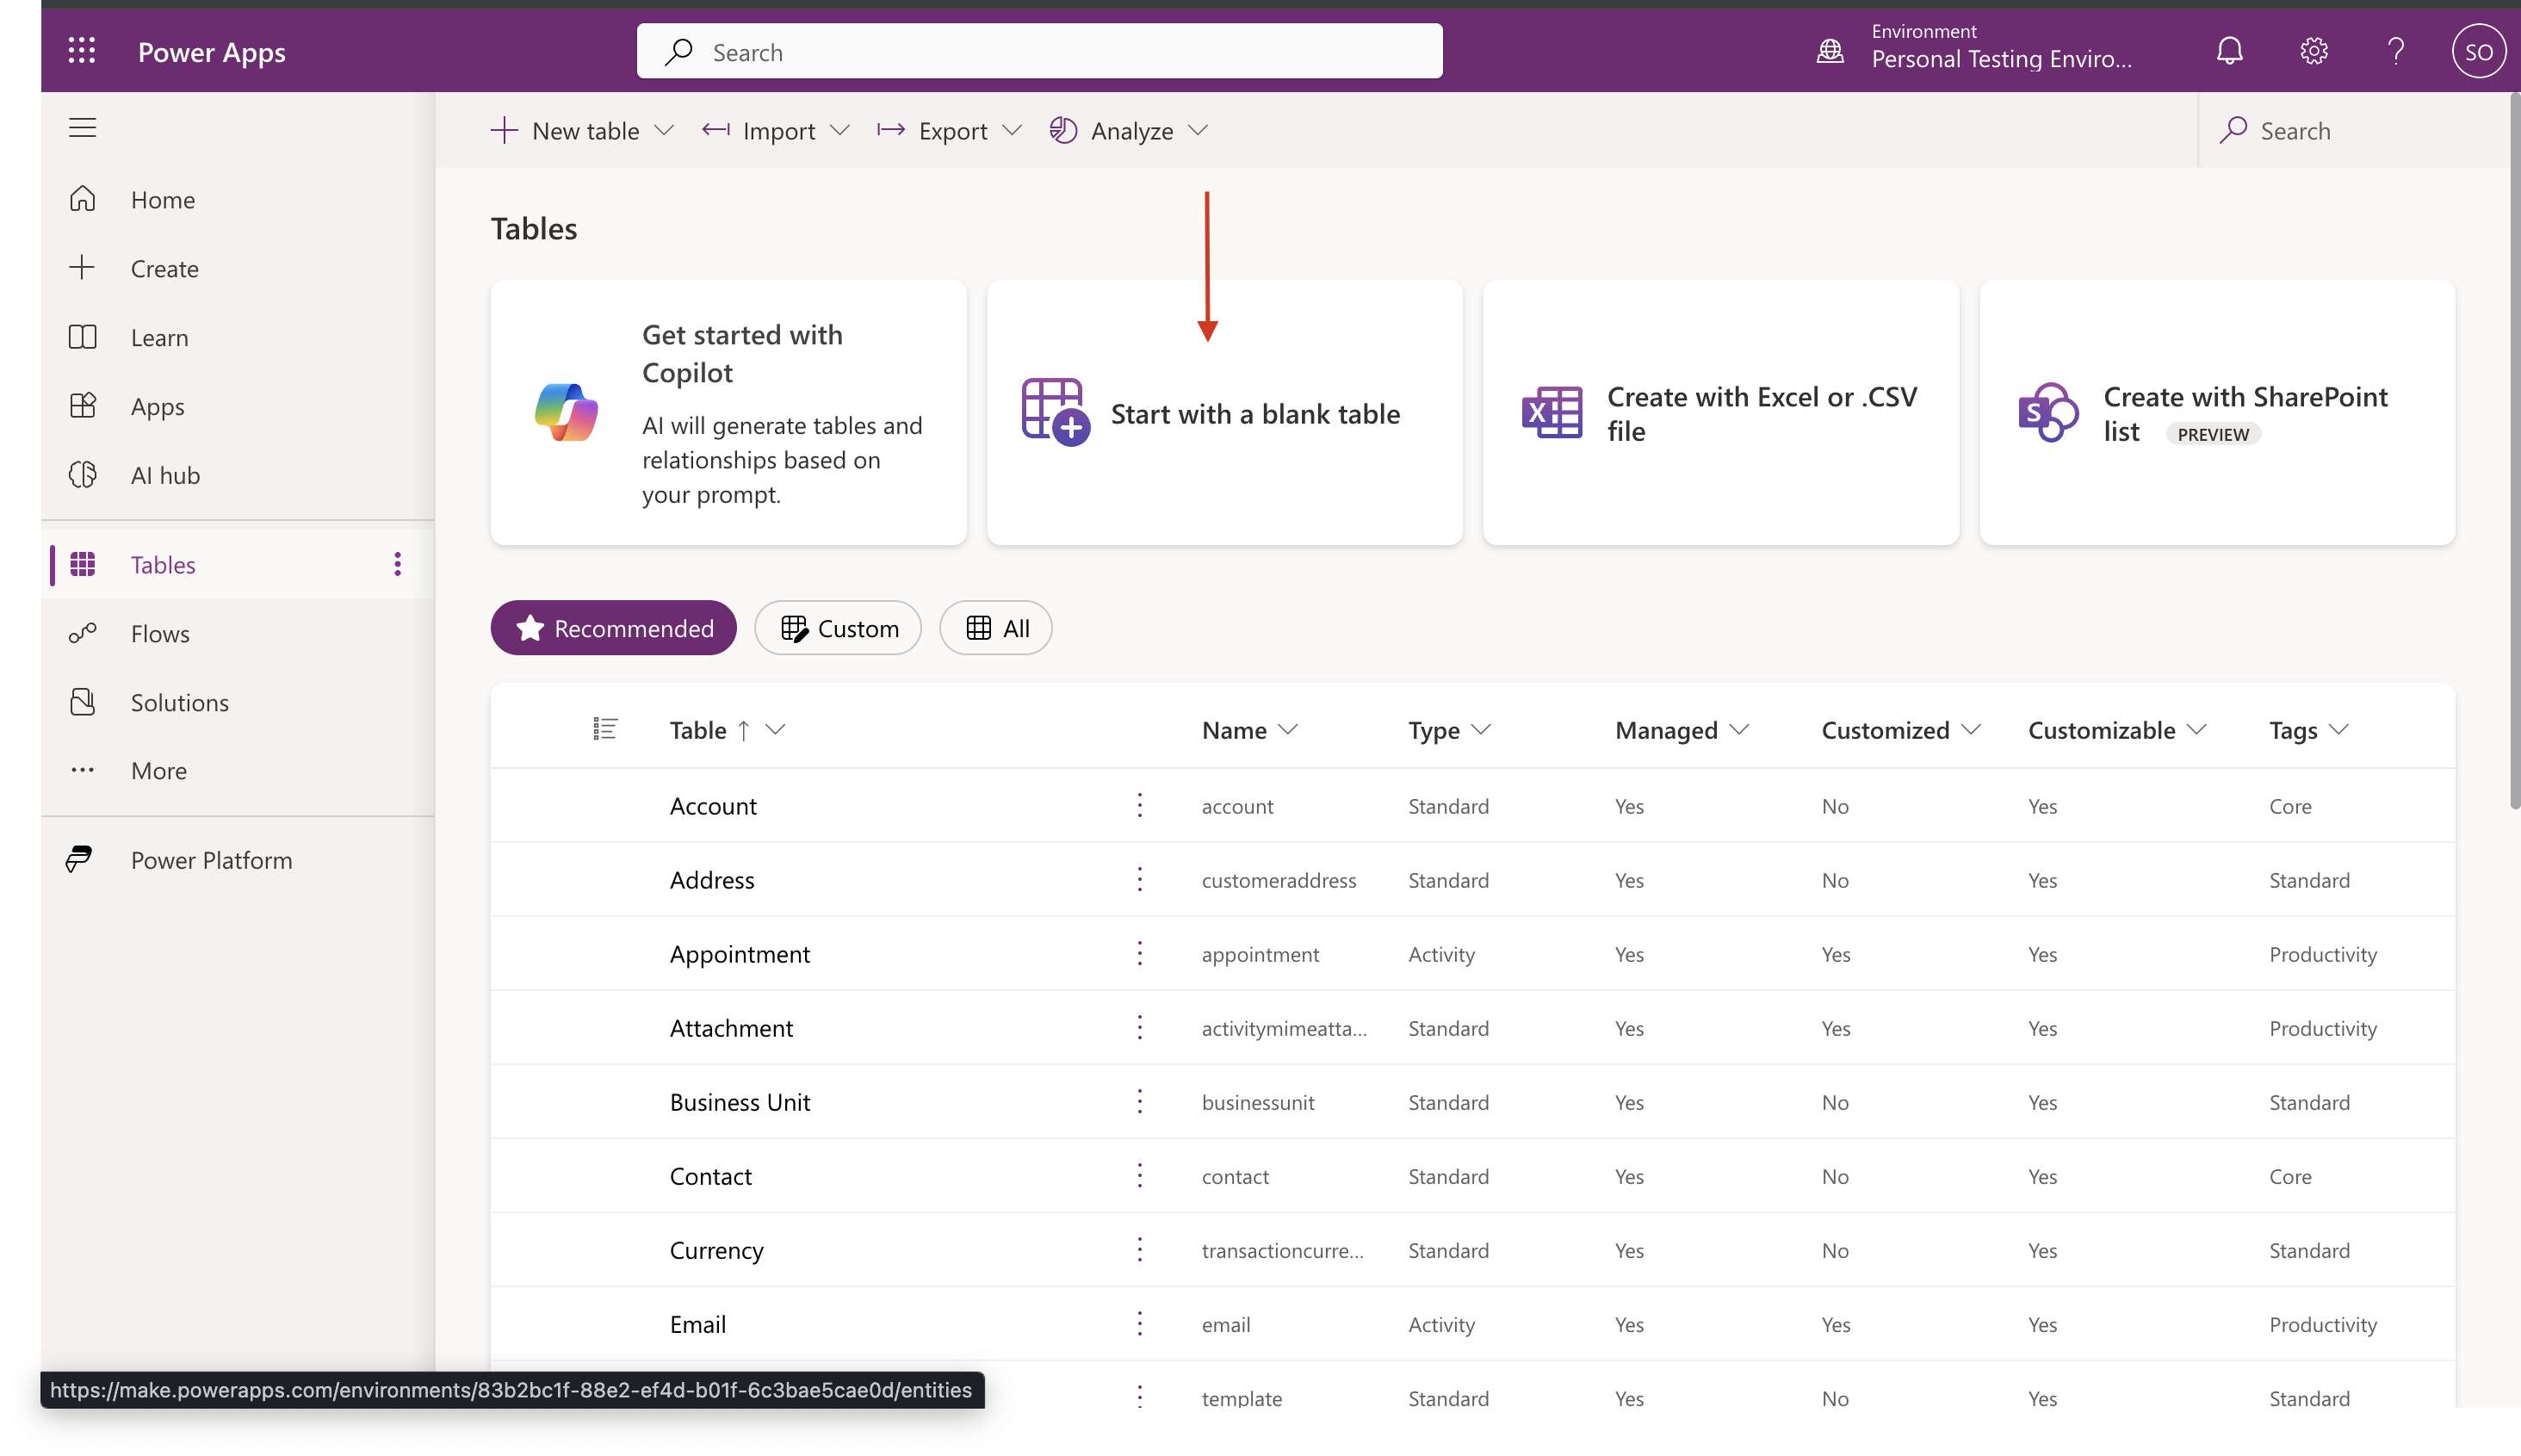 Power Apps
Search
Environment
Personal Testing Enviro...
SO
New table
Import
Export
Analyze
Search
Home
Create
Learn
Apps
AI hub
Tables
Flows
Solutions
More
Power Platform
Tables
Get started with
Copilot
AI will generate tables and
relationships based on
your prompt.
Start with a blank table
Create with Excel or .CSV
file
Create with SharePoint
list PREVIEW
Recommended
Custom
All
Table Name Type Managed Customized Customizable Tags
Account account Standard Yes No Yes Core
Address customeraddress Standard Yes No Yes Standard
Appointment appointment Activity Yes Yes Yes Productivity
Attachment activitymimeatta... Standard Yes Yes Yes Productivity
Business Unit businessunit Standard Yes No Yes Standard
Contact contact Standard Yes No Yes Core
Currency transactioncurre... Standard Yes No Yes Standard
Email email Activity Yes Yes Yes Productivity
template Standard Yes No Yes Standard
https://make.powerapps.com/environments/83b2bc1f-88e2-ef4d-b01f-6c3bae5cae0d/entities